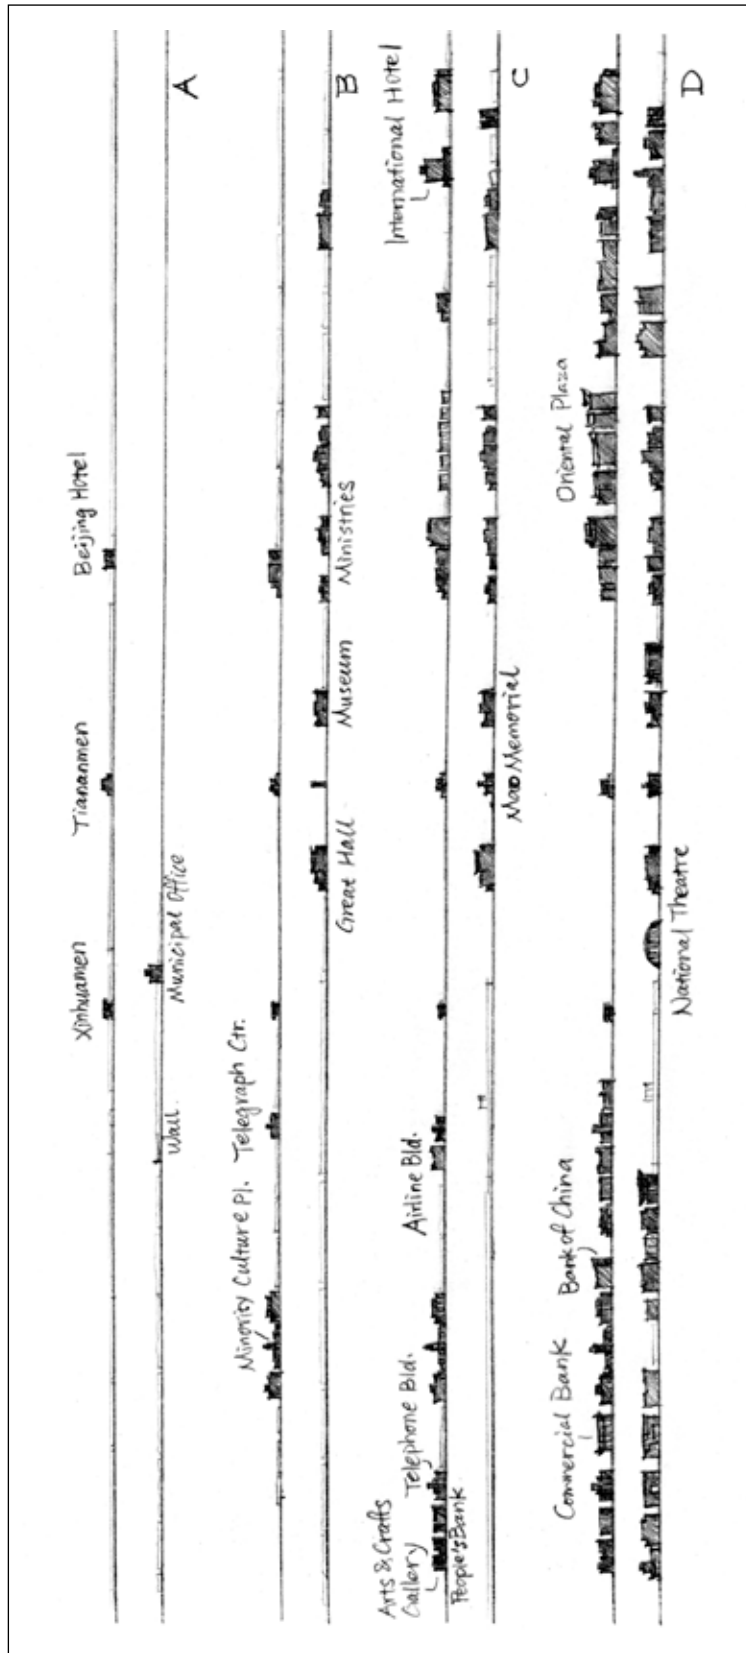 Xinhuamen
Tiananmen
Beijing Hotel
Wall
Municipal Office
A
Minority Culture Pl.
Telegraph Ctr.
Great Hall
Museum
Ministries
B
Arts & Crafts
Gallery
Telephone Bld.
Airline Bld.
International Hotel
People's Bank
Mao Memorial
C
Commercial Bank
Bank of China
Oriental Plaza
National Theatre
D